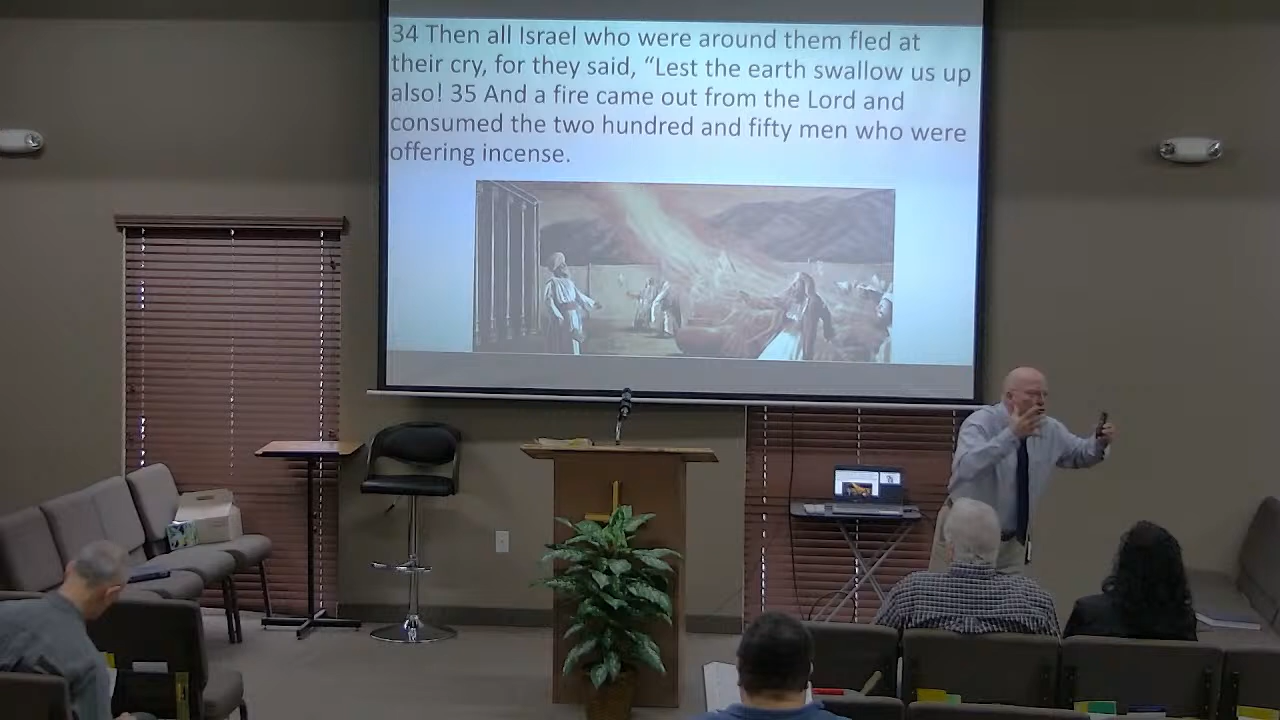 34 Then all Israel who were around them fled at
their cry, for they said, “Lest the earth swallow us up
also! 35 And a fire came out from the Lord and
consumed the two hundred and fifty men who were
offering incense.